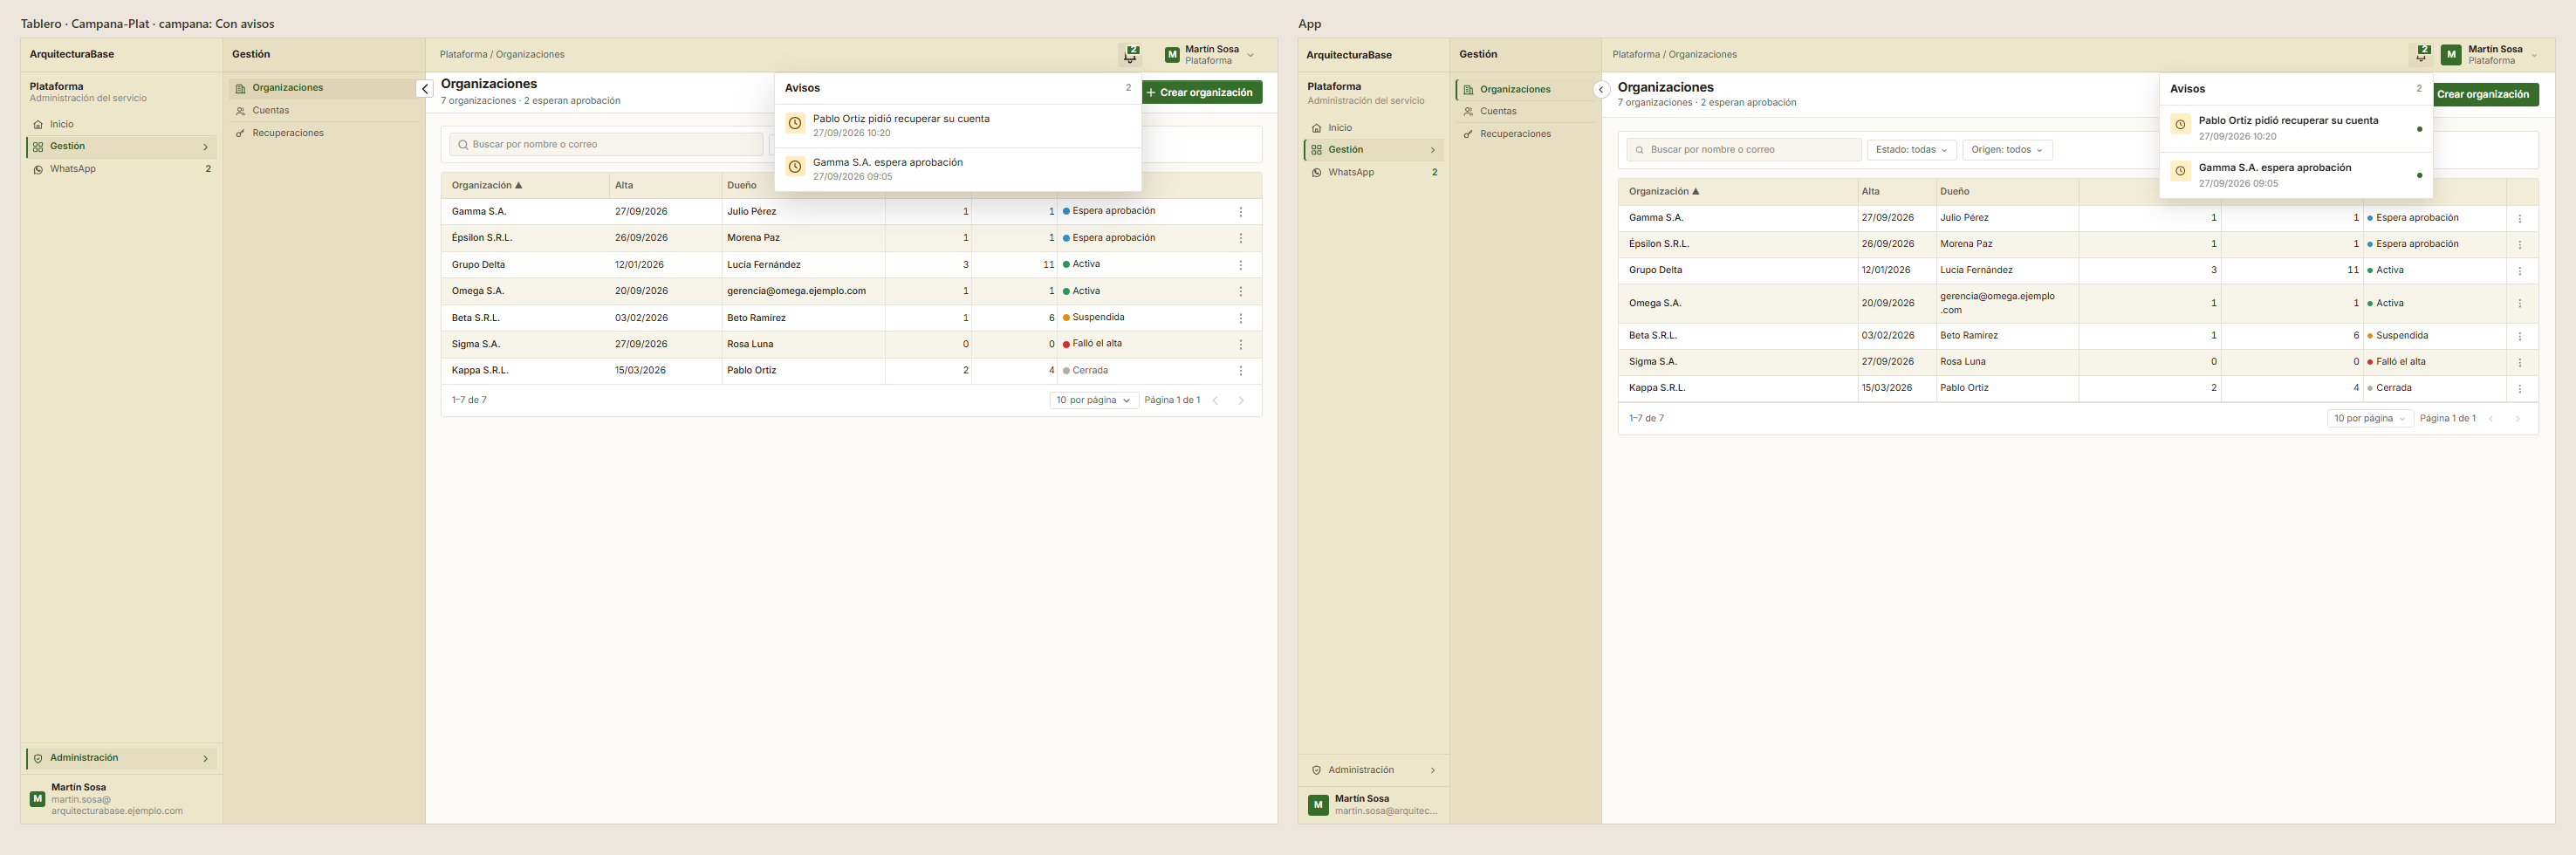 Tablero · Campana-Plat · campana: Con avisos
ArquitecturaBase
Gestión
Plataforma / Organizaciones
2
M
Martín Sosa
Plataforma
Plataforma
Administración del servicio
Inicio
Gestión
WhatsApp 2
Organizaciones
Cuentas
Recuperaciones
Organizaciones
7 organizaciones · 2 esperan aprobación
+ Crear organización
Avisos 2
Pablo Ortiz pidió recuperar su cuenta
27/09/2026 10:20
Gamma S.A. espera aprobación
27/09/2026 09:05
Buscar por nombre o correo
Organización ▲ Alta Dueño
Gamma S.A. 27/09/2026 Julio Pérez 1 1 Espera aprobación
Épsilon S.R.L. 26/09/2026 Morena Paz 1 1 Espera aprobación
Grupo Delta 12/01/2026 Lucía Fernández 3 11 Activa
Omega S.A. 20/09/2026 gerencia@omega.ejemplo.com 1 1 Activa
Beta S.R.L. 03/02/2026 Beto Ramírez 1 6 Suspendida
Sigma S.A. 27/09/2026 Rosa Luna 0 0 Falló el alta
Kappa S.R.L. 15/03/2026 Pablo Ortiz 2 4 Cerrada
1–7 de 7 10 por página Página 1 de 1
Administración
M
Martín Sosa
martin.sosa@
arquitecturabase.ejemplo.com
App
ArquitecturaBase
Gestión
Plataforma / Organizaciones
2
M
Martín Sosa
Plataforma
Plataforma
Administración del servicio
Inicio
Gestión
WhatsApp 2
Organizaciones
Cuentas
Recuperaciones
Organizaciones
7 organizaciones · 2 esperan aprobación
Crear organización
Avisos 2
Pablo Ortiz pidió recuperar su cuenta
27/09/2026 10:20
Gamma S.A. espera aprobación
27/09/2026 09:05
Buscar por nombre o correo
Estado: todas
Origen: todos
Organización ▲ Alta Dueño
Gamma S.A. 27/09/2026 Julio Pérez 1 1 Espera aprobación
Épsilon S.R.L. 26/09/2026 Morena Paz 1 1 Espera aprobación
Grupo Delta 12/01/2026 Lucía Fernández 3 11 Activa
Omega S.A. 20/09/2026 gerencia@omega.ejemplo
.com 1 1 Activa
Beta S.R.L. 03/02/2026 Beto Ramírez 1 6 Suspendida
Sigma S.A. 27/09/2026 Rosa Luna 0 0 Falló el alta
Kappa S.R.L. 15/03/2026 Pablo Ortiz 2 4 Cerrada
1–7 de 7 10 por página Página 1 de 1
Administración
M
Martín Sosa
martin.sosa@arquitec...